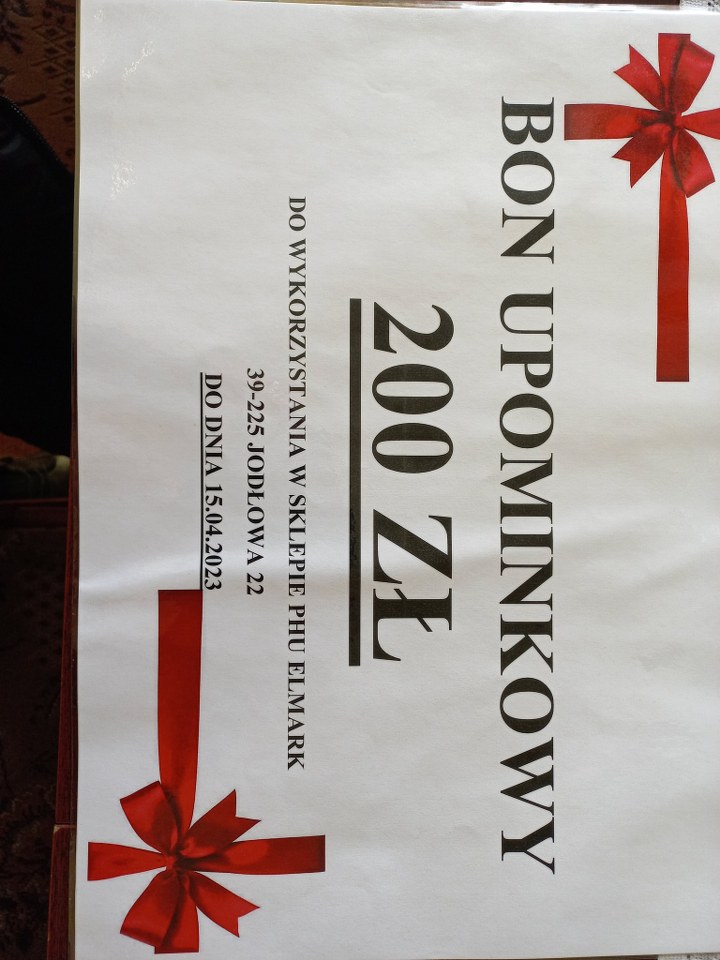 BON UPOMINKOWY
200 ZŁ
DO WYKORZYSTANIA W SKLEPIE PHU ELMARK
39-225 JODŁOWA 22
DO DNIA 15.04.2023